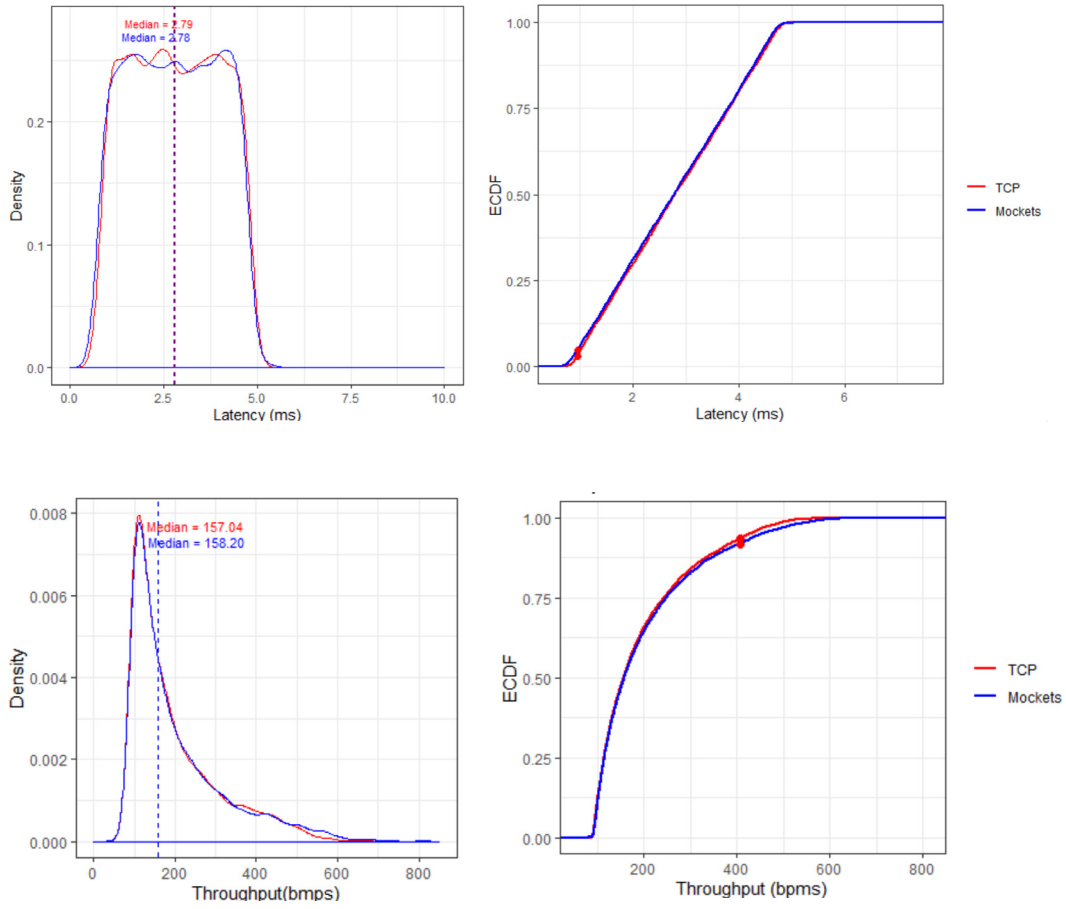 Median = 2.79
Median = 2.78
0.2
0.1
0.0
Density
0.0
2.5
5.0
7.5
10.0
Latency (ms)
1.00
0.75
0.50
0.25
0.00
ECDF
2
4
6
Latency (ms)
TCP
Mockets
0.008
0.006
0.004
0.002
0.000
Density
Median = 157.04
Median = 158.20
0
200
400
600
800
Throughput(bmps)
1.00
0.75
0.50
0.25
0.00
ECDF
200
400
600
800
Throughput (bpms)
TCP
Mockets